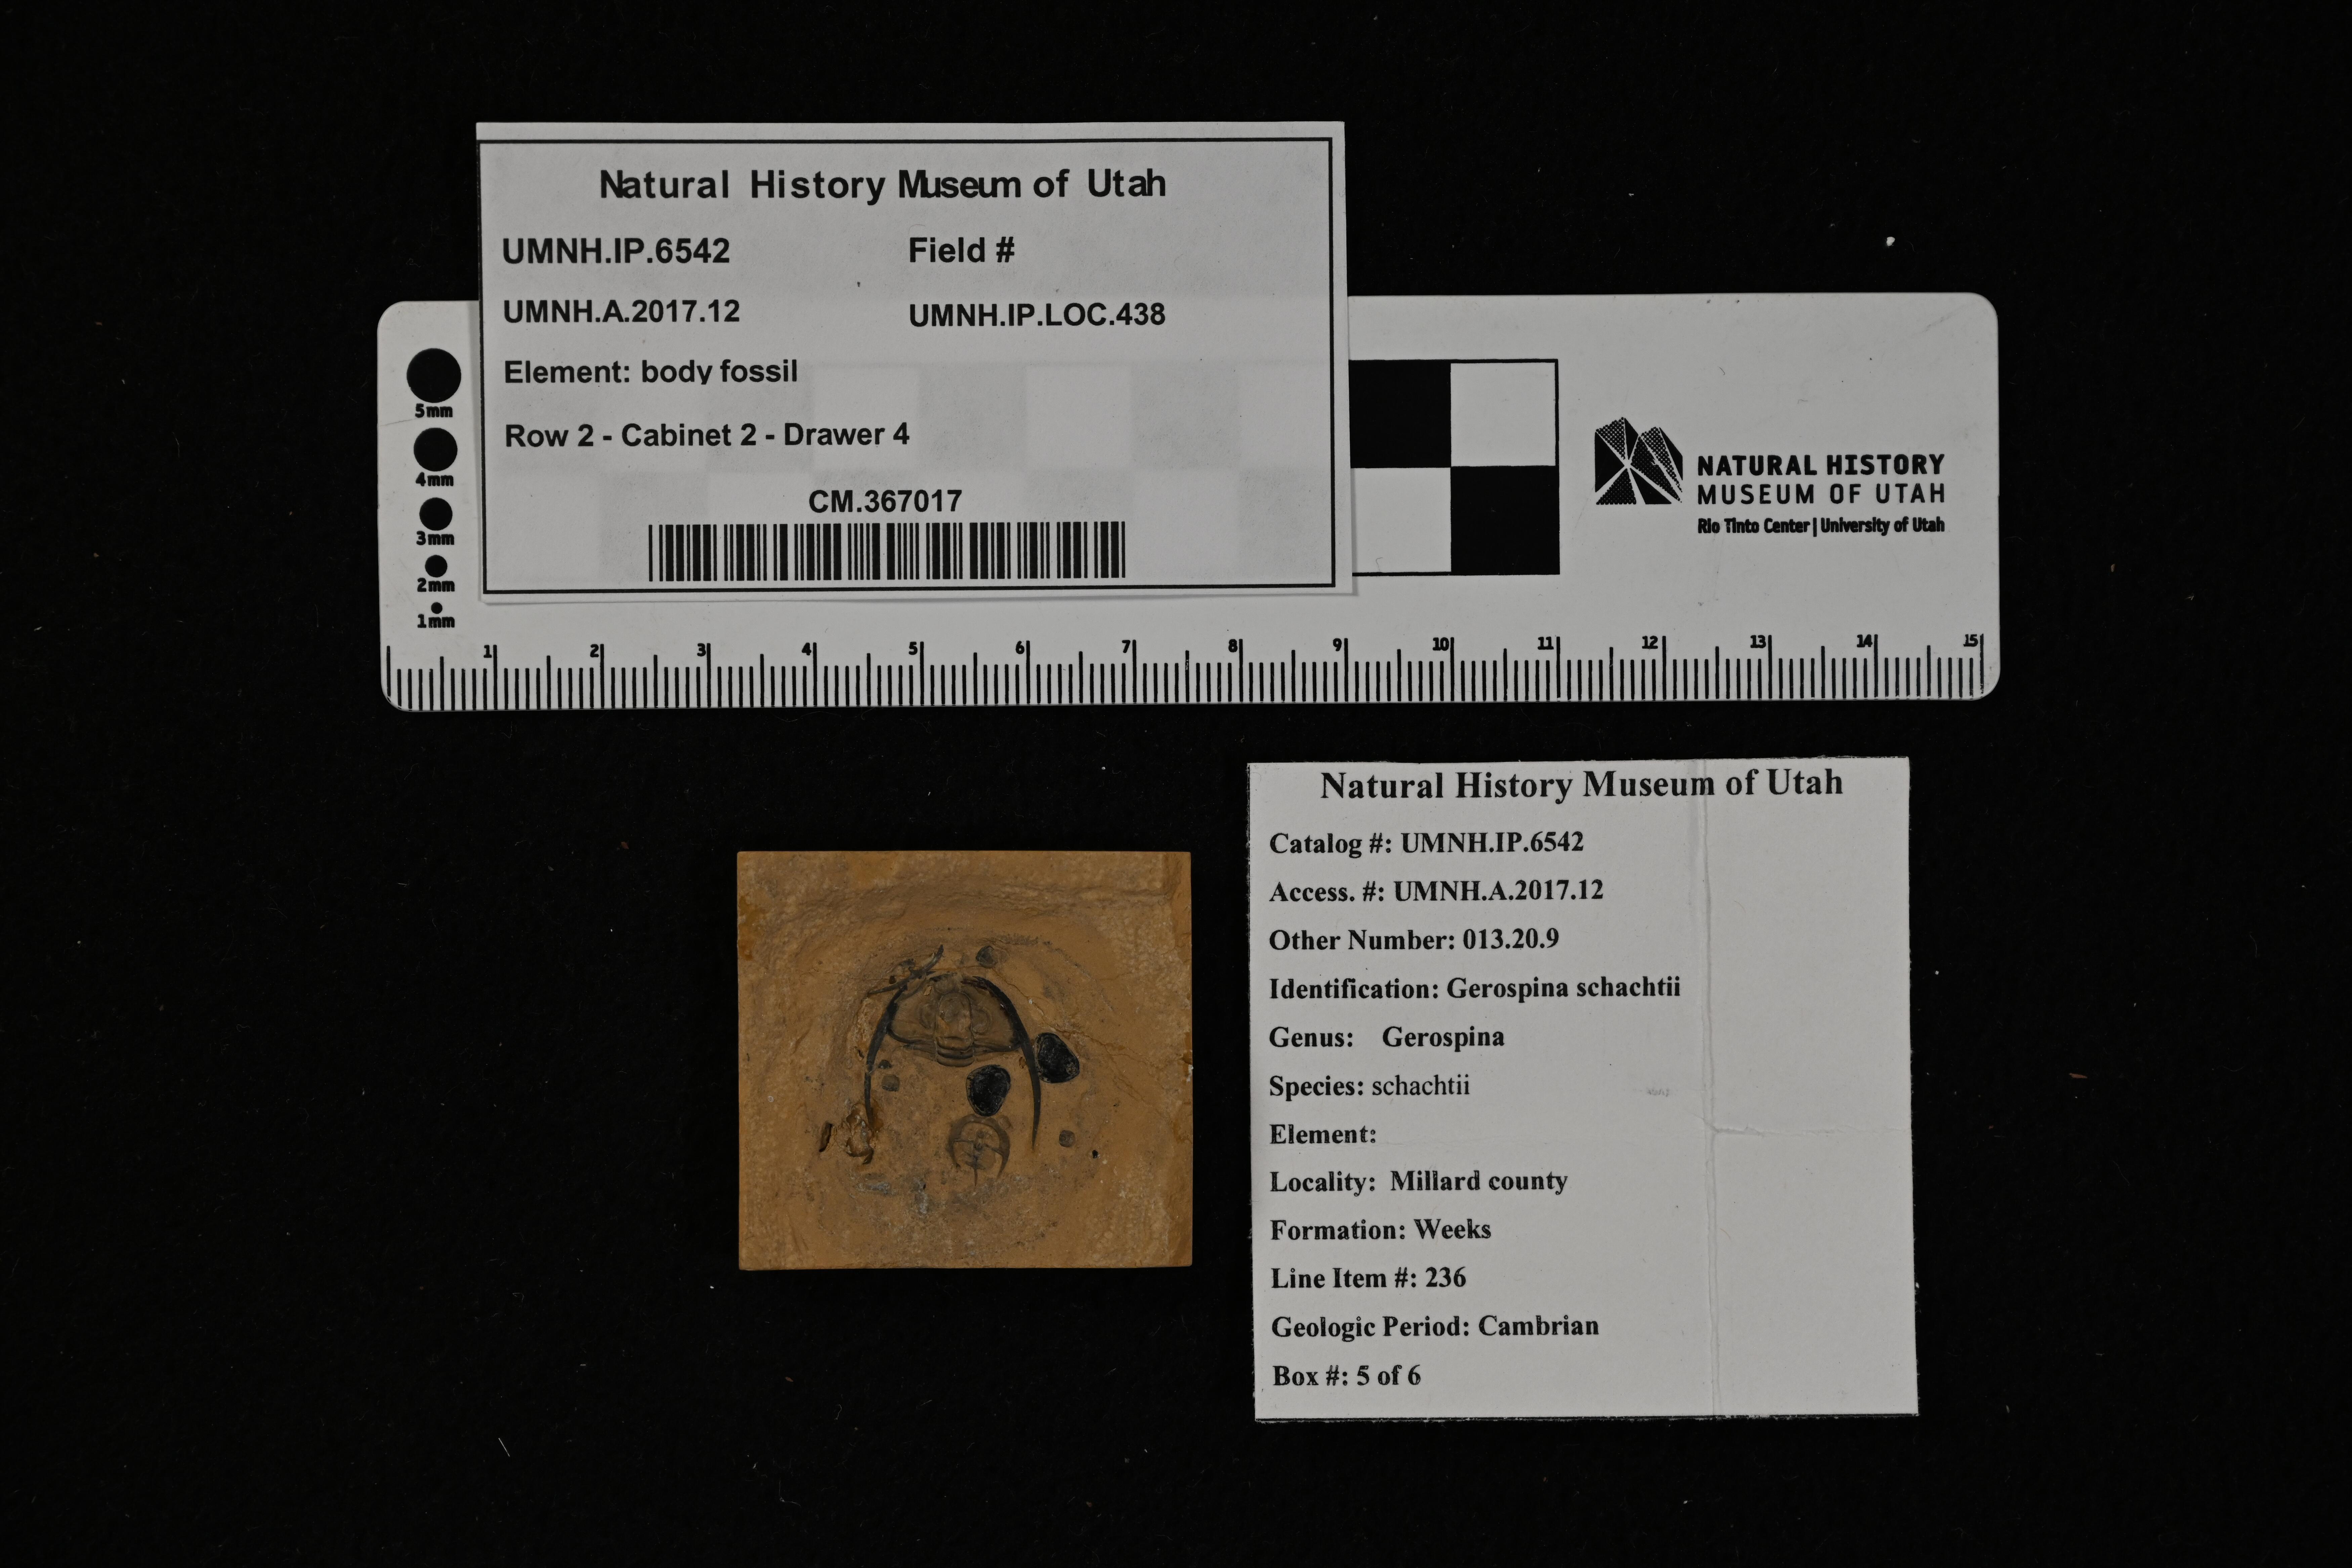 Natural History Museum of Utah
UMNH.IP.6542 Field #
UMNH.A.2017.12 UMNH.IP.LOC.438
Element: body fossil
Row 2 - Cabinet 2 - Drawer 4
CM.367017
5mm
4mm
3mm
2mm
1mm
NATURAL HISTORY
MUSEUM OF UTAH
Rio Tinto Center | University of Utah
1 2 3 4 5 6 7 8 9 10 11 12 13 14 15
Natural History Museum of Utah
Catalog #: UMNH.IP.6542
Access. #: UMNH.A.2017.12
Other Number: 013.20.9
Identification: Gerospina schachtii
Genus: Gerospina
Species: schachtii
Element:
Locality: Millard county
Formation: Weeks
Line Item #: 236
Geologic Period: Cambrian
Box #: 5 of 6